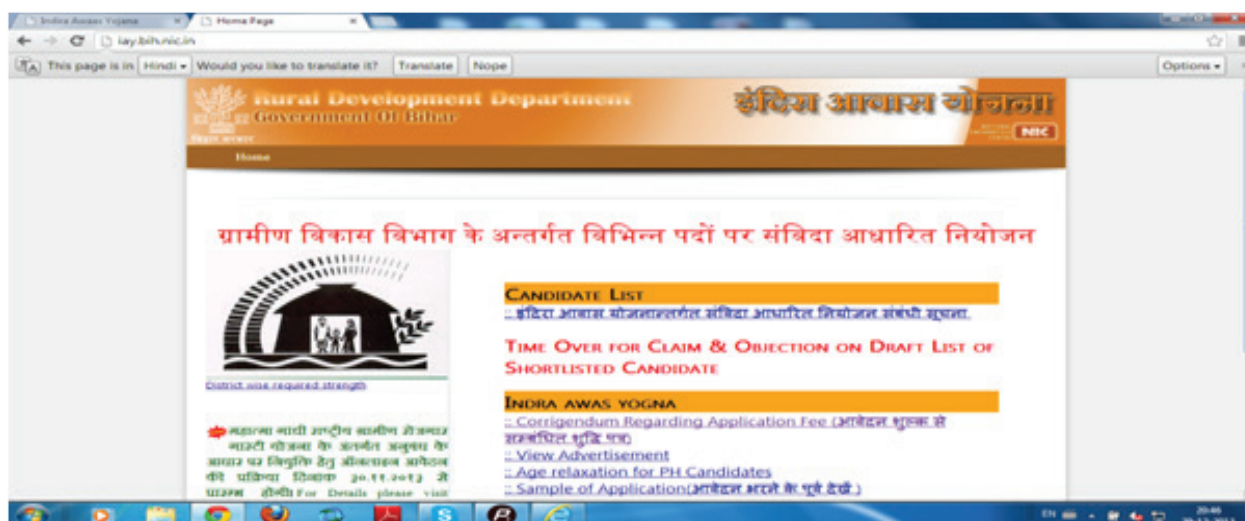 Indira Awaas Yojana
Home Page
iay.bih.nic.in
This page is in Hindi Would you like to translate it? Translate Nope Options
Rural Development Department
Government Of Bihar
इंदिरा आवास योजना
NIC
Home
ग्रामीण विकास विभाग के अन्तर्गत विभिन्न पदों पर संविदा आधारित नियोजन
CANDIDATE LIST
:: इंदिरा आवास योजनान्तर्गत संविदा आधारित नियोजन संबंधी सूचना
TIME OVER FOR CLAIM & OBJECTION ON DRAFT LIST OF
SHORTLISTED CANDIDATE
District wise required strength
INDRA AWAS YOGNA
:: Corrigendum Regarding Application Fee (आवेदन शुल्क से
सम्बंधित शुद्धि पत्र)
:: View Advertisement
:: Age relaxation for PH Candidates
:: Sample of Application(आवेदन भरने के पूर्व देखें )
महात्मा गांधी राष्ट्रीय ग्रामीण रोजगार
गारंटी योजना के अंतर्गत अनुबंध के
आधार पर नियुक्ति हेतु ऑनलाइन आवेदन
की प्रक्रिया दिनांक ३०.११.२०१३ से
प्रारम्भ होगी। For Details please visit
EN
20:46